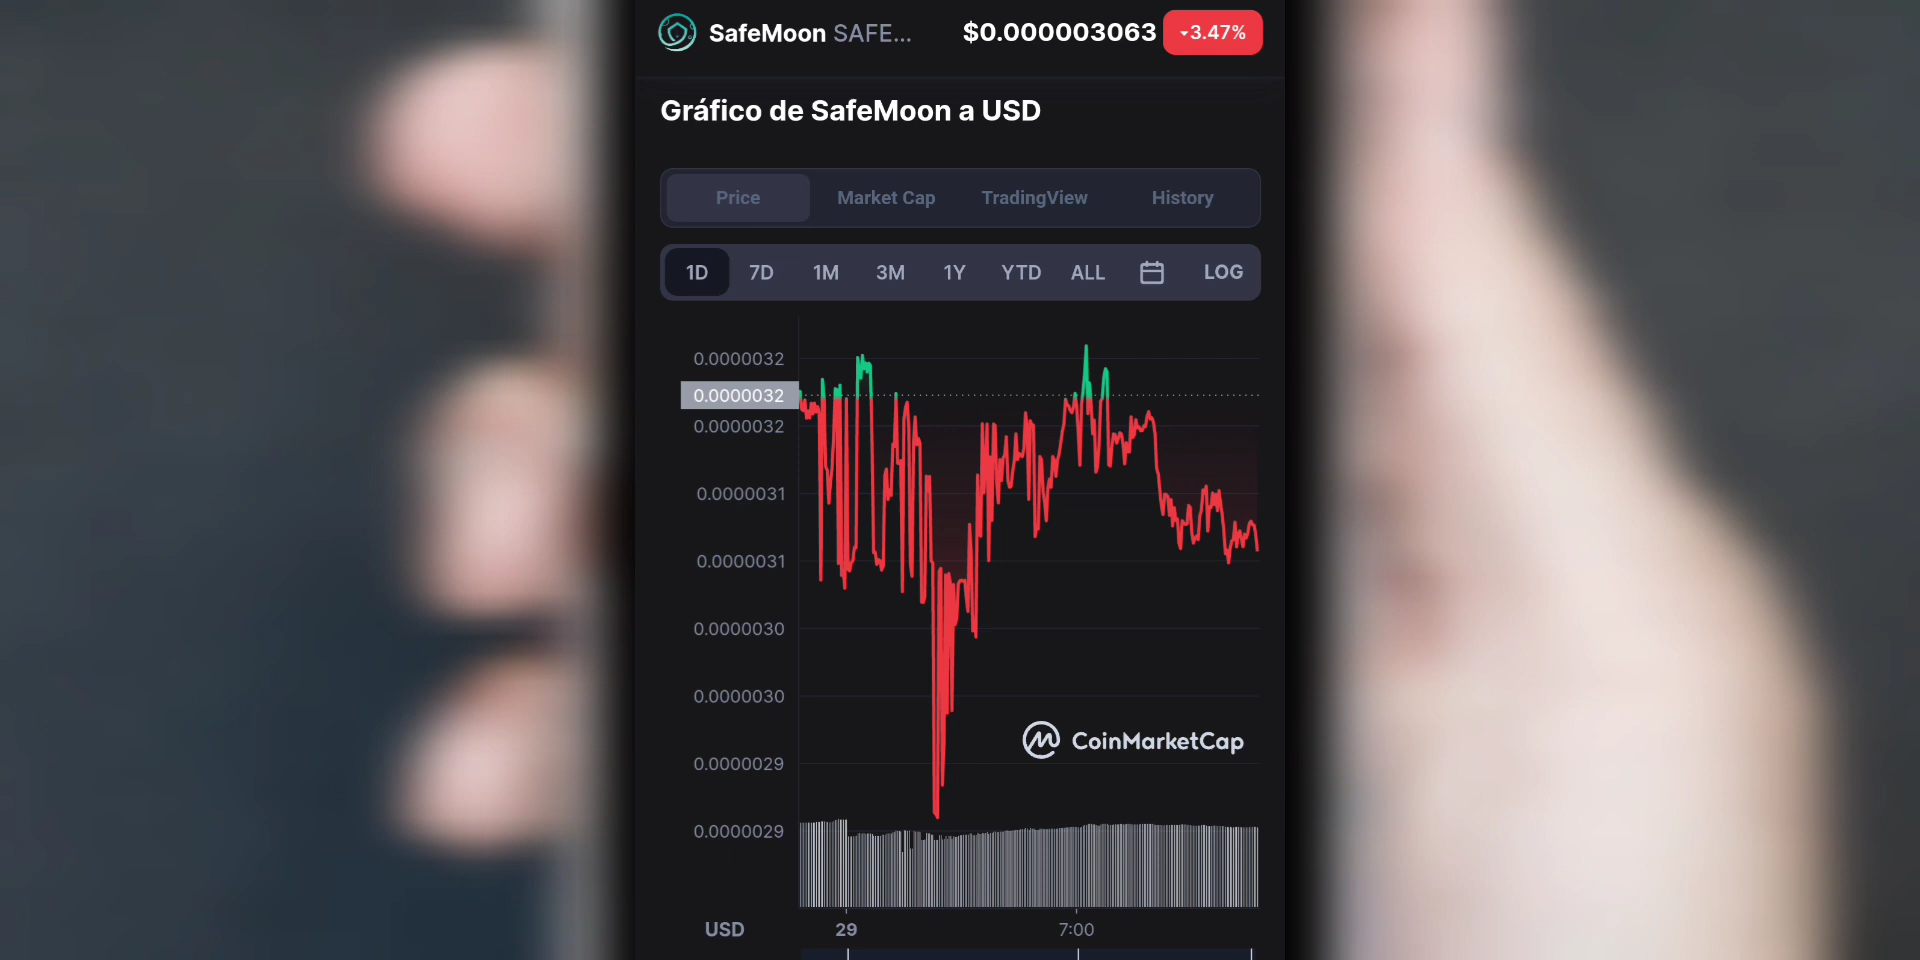 SafeMoon SAFE... $0.000003063 3.47%
Gráfico de SafeMoon a USD
Price Market Cap TradingView History
1D 7D 1M 3M 1Y YTD ALL LOG
0.0000032
0.0000032
0.0000032
0.0000031
0.0000031
0.0000030
0.0000030
CoinMarketCap
0.0000029
0.0000029
USD 29 7:00